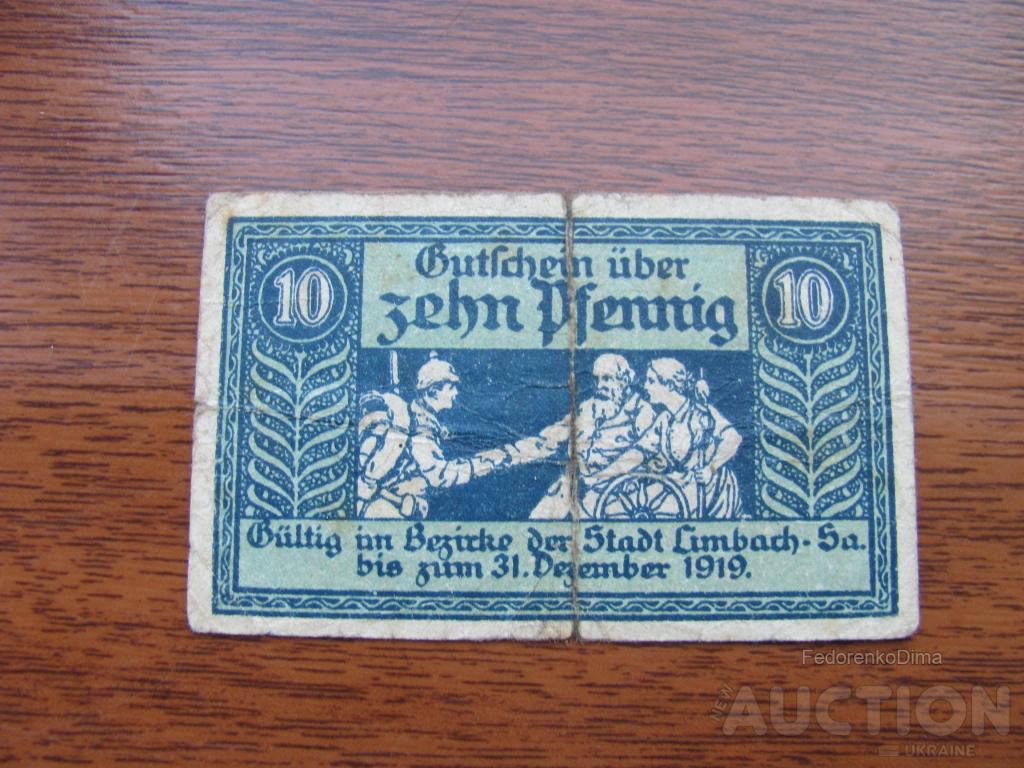 10 Gutschein über 10
zehn Pfennig
Gültig im Bezirke der Stadt Limbach-Sa.
bis zum 31. Dezember 1919.
FedorenkoDima
NEW AUCTION
UKRAINE